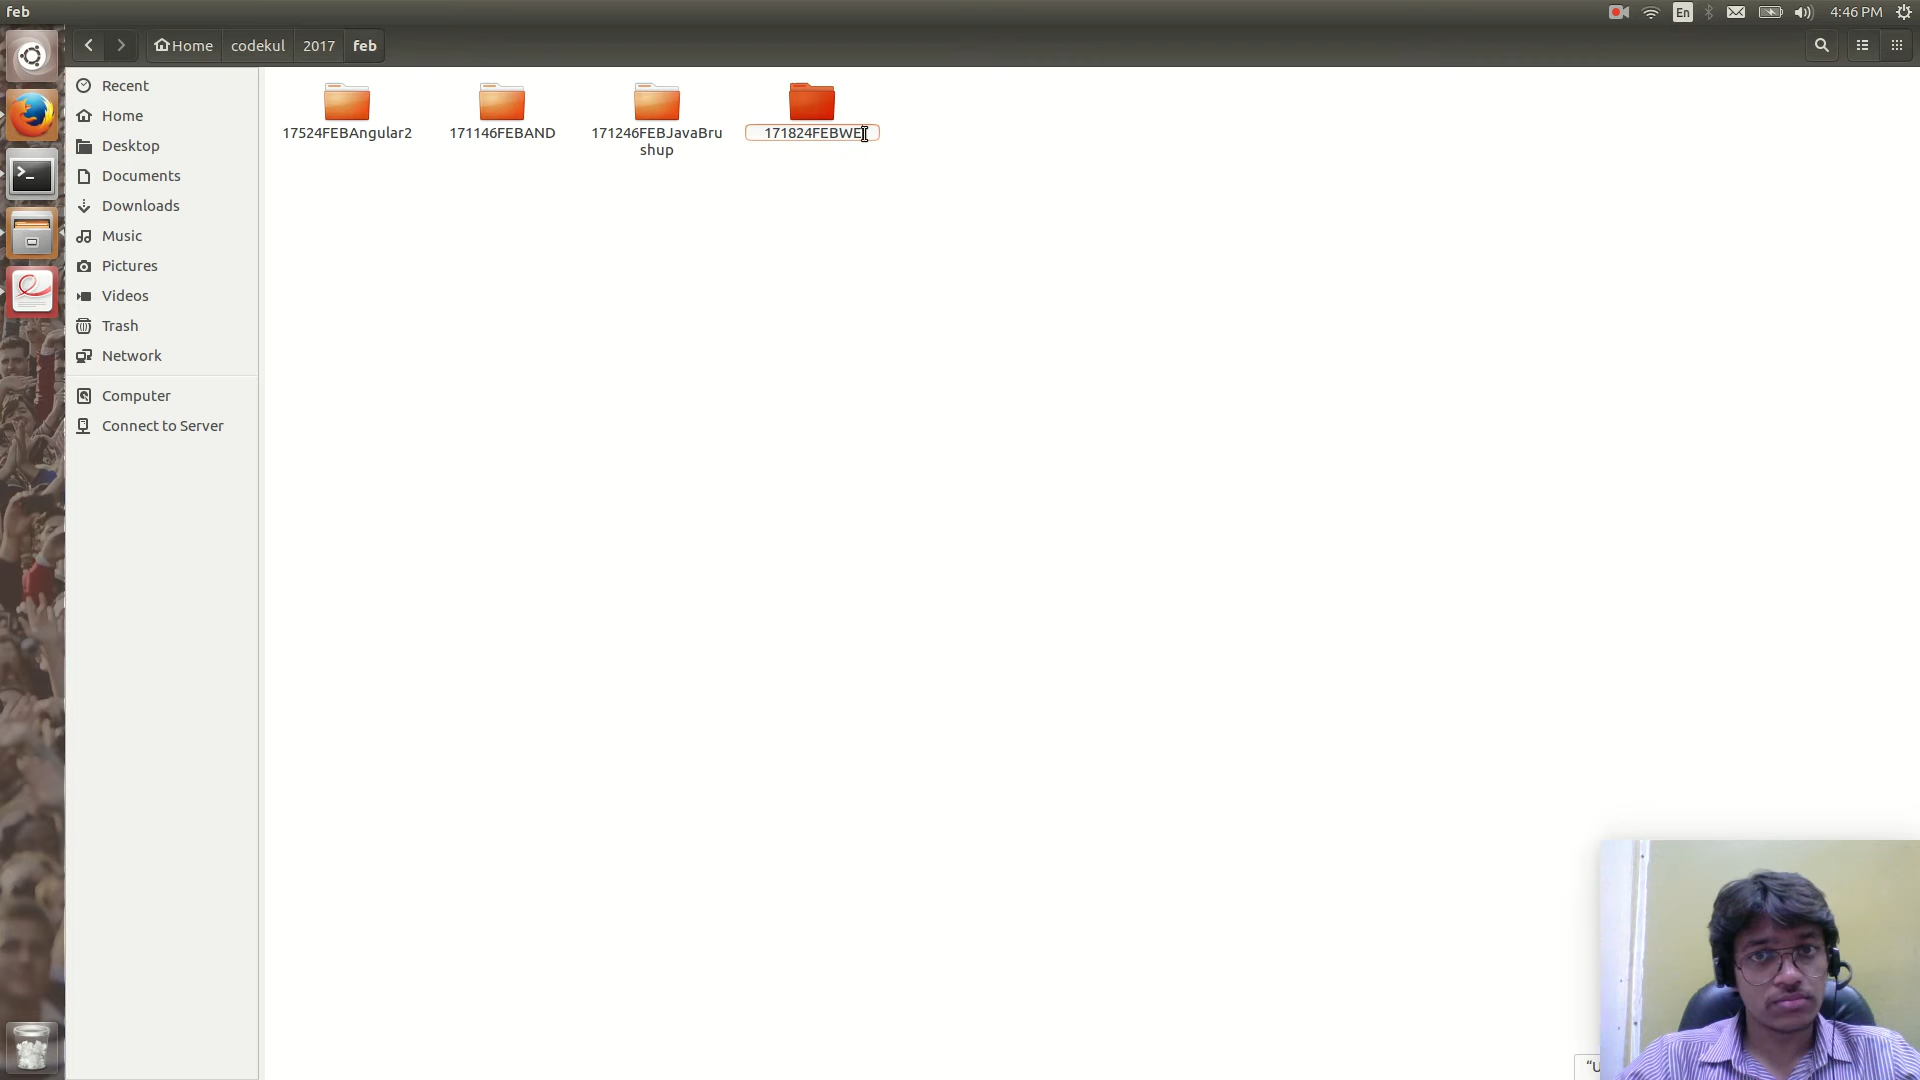 feb
En
4:46 PM
Home
codekul
2017
feb
Recent
Home
Desktop
Documents
Downloads
Music
Pictures
Videos
Trash
Network
Computer
Connect to Server
17524FEBAngular2
171146FEBAND
171246FEBJavaBru
shup
171824FEBWE